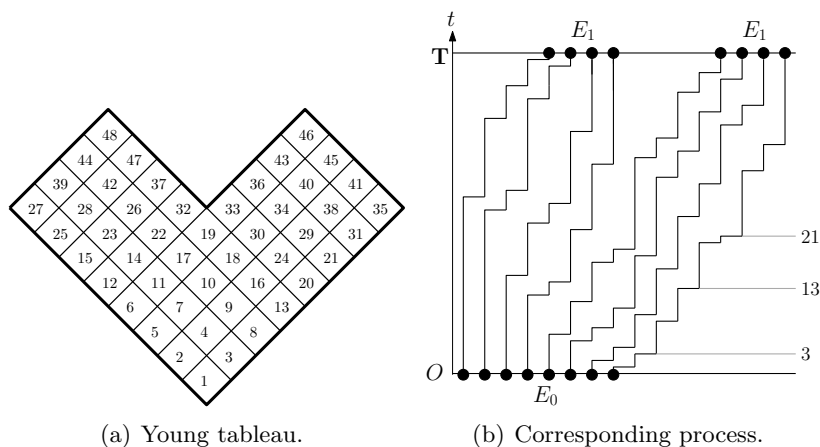 48 46
44 47 43 45
39 42 37 36 40 41
27 28 26 32 33 34 38 35
25 23 22 19 30 29 31
15 14 17 18 24 21
12 11 10 16 20
6 7 9 13
5 4 8
2 3
1
(a) Young tableau.
t
E₁ E₁
T
21
13
3
O
E₀
(b) Corresponding process.